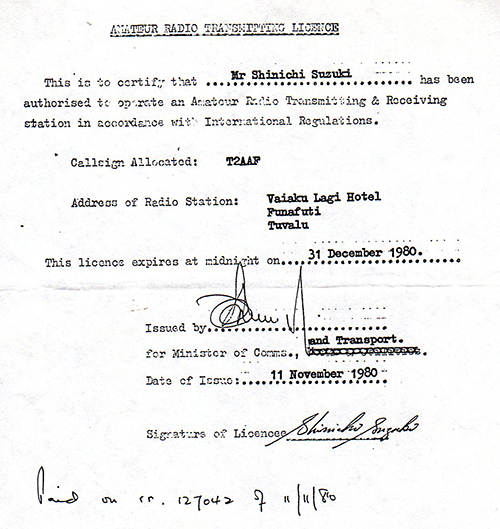 AMATEUR RADIO TRANSMITTING LICENCE
This is to certify that ...Mr Shinichi Suzuki... has been
authorised to operate an Amateur Radio Transmitting & Receiving
station in accordance with International Regulations.
Callsign Allocated: T2AAF
Address of Radio Station: Vaiaku Lagi Hotel
Funafuti
Tuvalu
This licence expires at midnight on...31 December 1980...
Issued by..................
for Minister of Comms., and Transport.
Date of Issue:...11 November 1980...
Signature of Licencee Shinichi Suzuki
Paid on rr. 127042 of 11/11/80